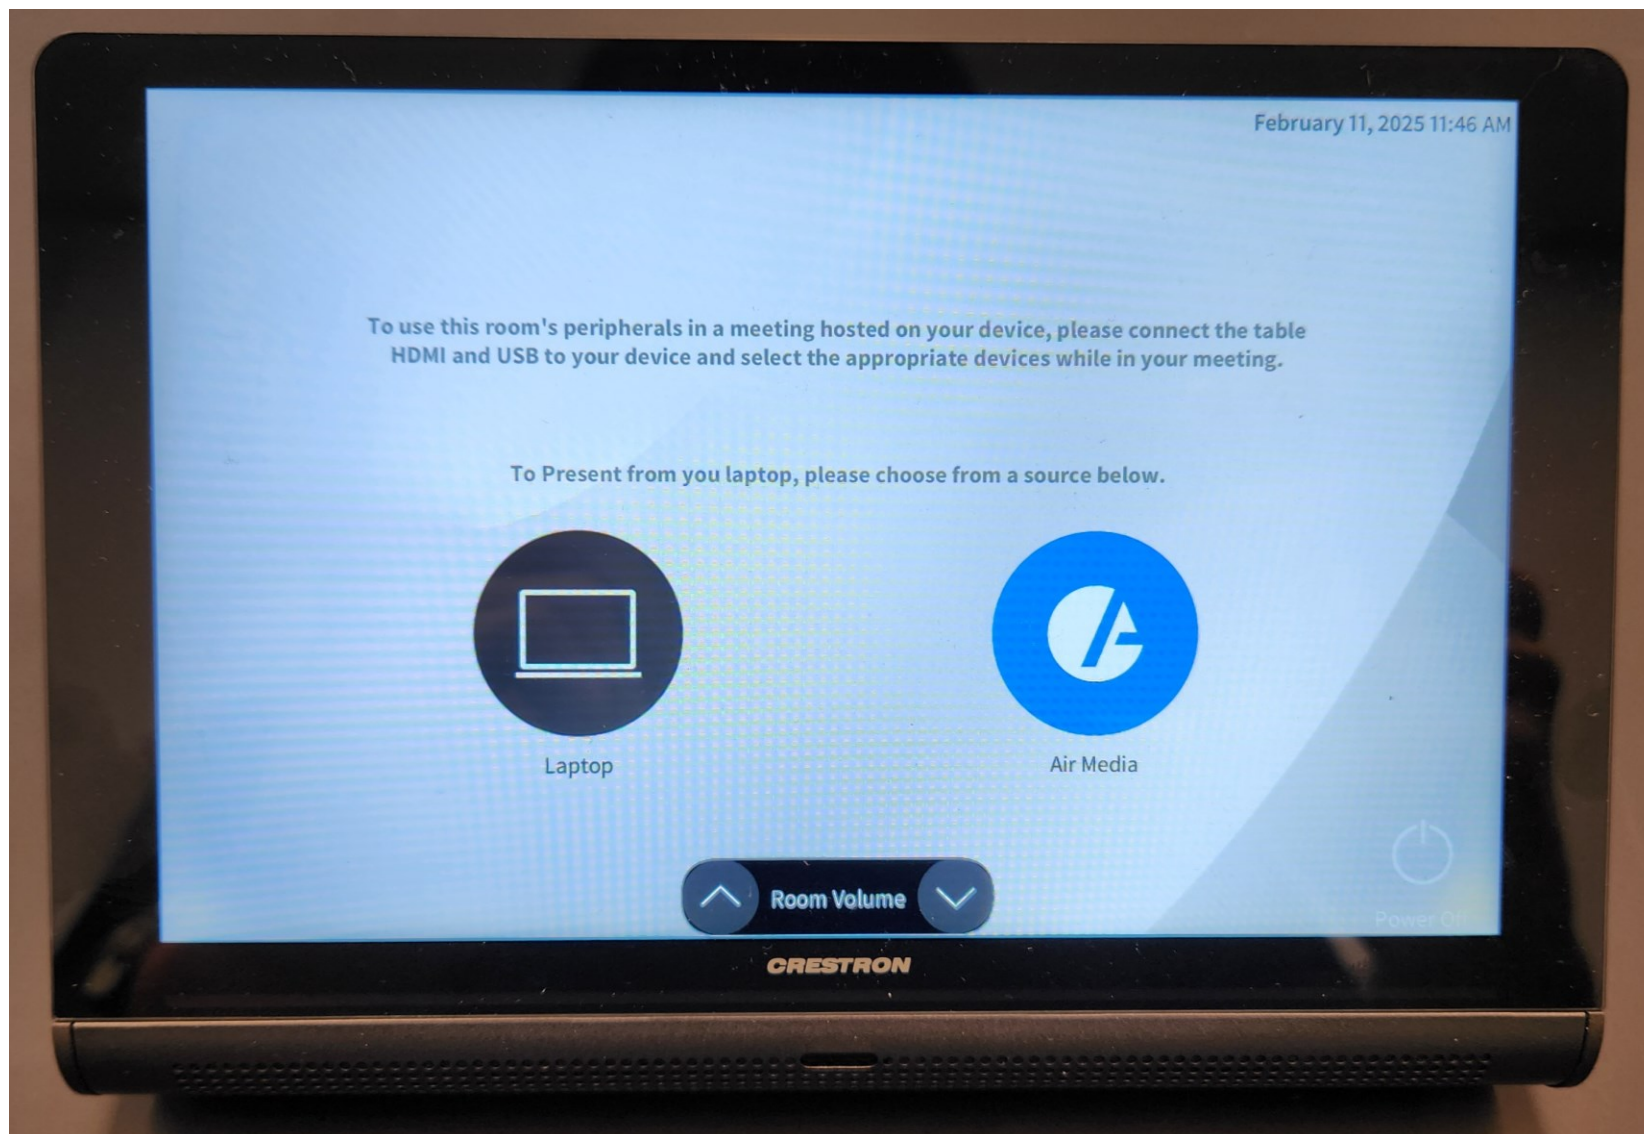 February 11, 2025 11:46 AM
To use this room's peripherals in a meeting hosted on your device, please connect the table
HDMI and USB to your device and select the appropriate devices while in your meeting.
To Present from you laptop, please choose from a source below.
Laptop
Air Media
Room Volume
Power Off
CRESTRON